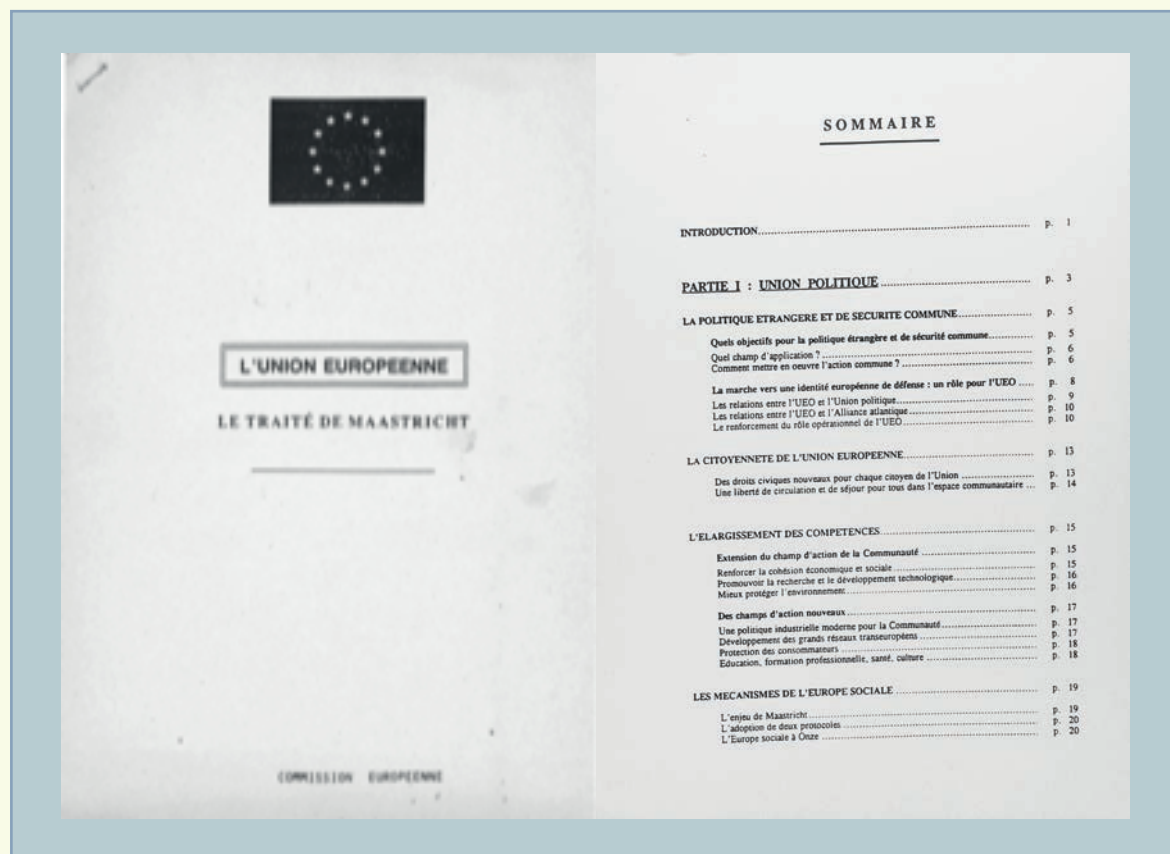 L'UNION EUROPEENNE
LE TRAITÉ DE MAASTRICHT
COMMISSION EUROPEENNE
SOMMAIRE
INTRODUCTION ........ p. 1
PARTIE I : UNION POLITIQUE ........ p. 3
LA POLITIQUE ETRANGERE ET DE SECURITE COMMUNE ........ p. 5
Quels objectifs pour la politique étrangère et de sécurité commune ........ p. 5
Quel champ d'application ? ........ p. 6
Comment mettre en oeuvre l'action commune ? ........ p. 6
La marche vers une identité européenne de défense : un rôle pour l'UEO ..... p. 8
Les relations entre l'UEO et l'Union politique ........ p. 9
Les relations entre l'UEO et l'Alliance atlantique ........ p. 10
Le renforcement du rôle opérationnel de l'UEO ........ p. 10
LA CITOYENNETE DE L'UNION EUROPEENNE ........ p. 13
Des droits civiques nouveaux pour chaque citoyen de l'Union ........ p. 13
Une liberté de circulation et de séjour pour tous dans l'espace communautaire ... p. 14
L'ELARGISSEMENT DES COMPETENCES ........ p. 15
Extension du champ d'action de la Communauté ........ p. 15
Renforcer la cohésion économique et sociale ........ p. 15
Promouvoir la recherche et le développement technologique ........ p. 16
Mieux protéger l'environnement ........ p. 16
Des champs d'action nouveaux ........ p. 17
Une politique industrielle moderne pour la Communauté ........ p. 17
Développement des grands réseaux transeuropéens ........ p. 17
Protection des consommateurs ........ p. 18
Education, formation professionnelle, santé, culture ........ p. 18
LES MECANISMES DE L'EUROPE SOCIALE ........ p. 19
L'enjeu de Maastricht ........ p. 19
L'adoption de deux protocoles ........ p. 20
L'Europe sociale à Onze ........ p. 20